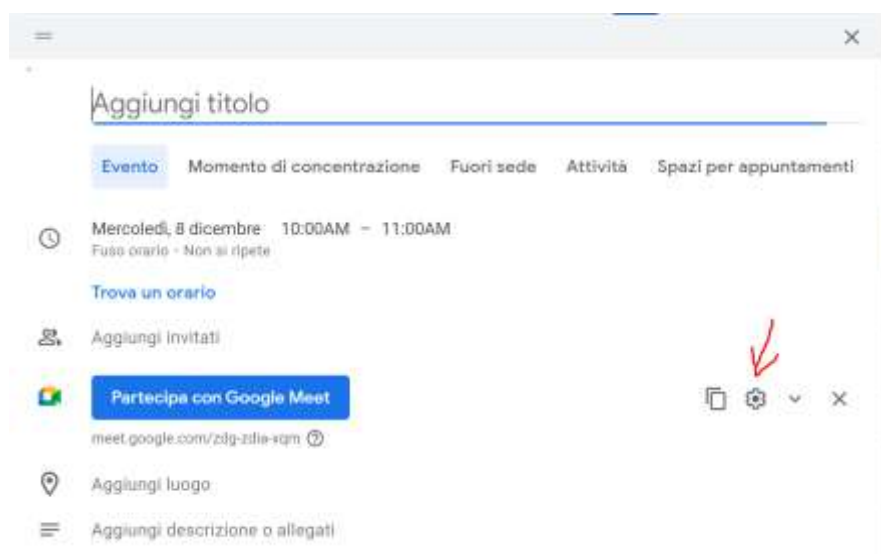 Aggiungi titolo
Evento Momento di concentrazione Fuori sede Attività Spazi per appuntamenti
Mercoledì, 8 dicembre 10:00AM – 11:00AM
Fuso orario - Non si ripete
Trova un orario
Aggiungi invitati
Partecipa con Google Meet
meet.google.com/zdg-zdia-xqm
Aggiungi luogo
Aggiungi descrizione o allegati